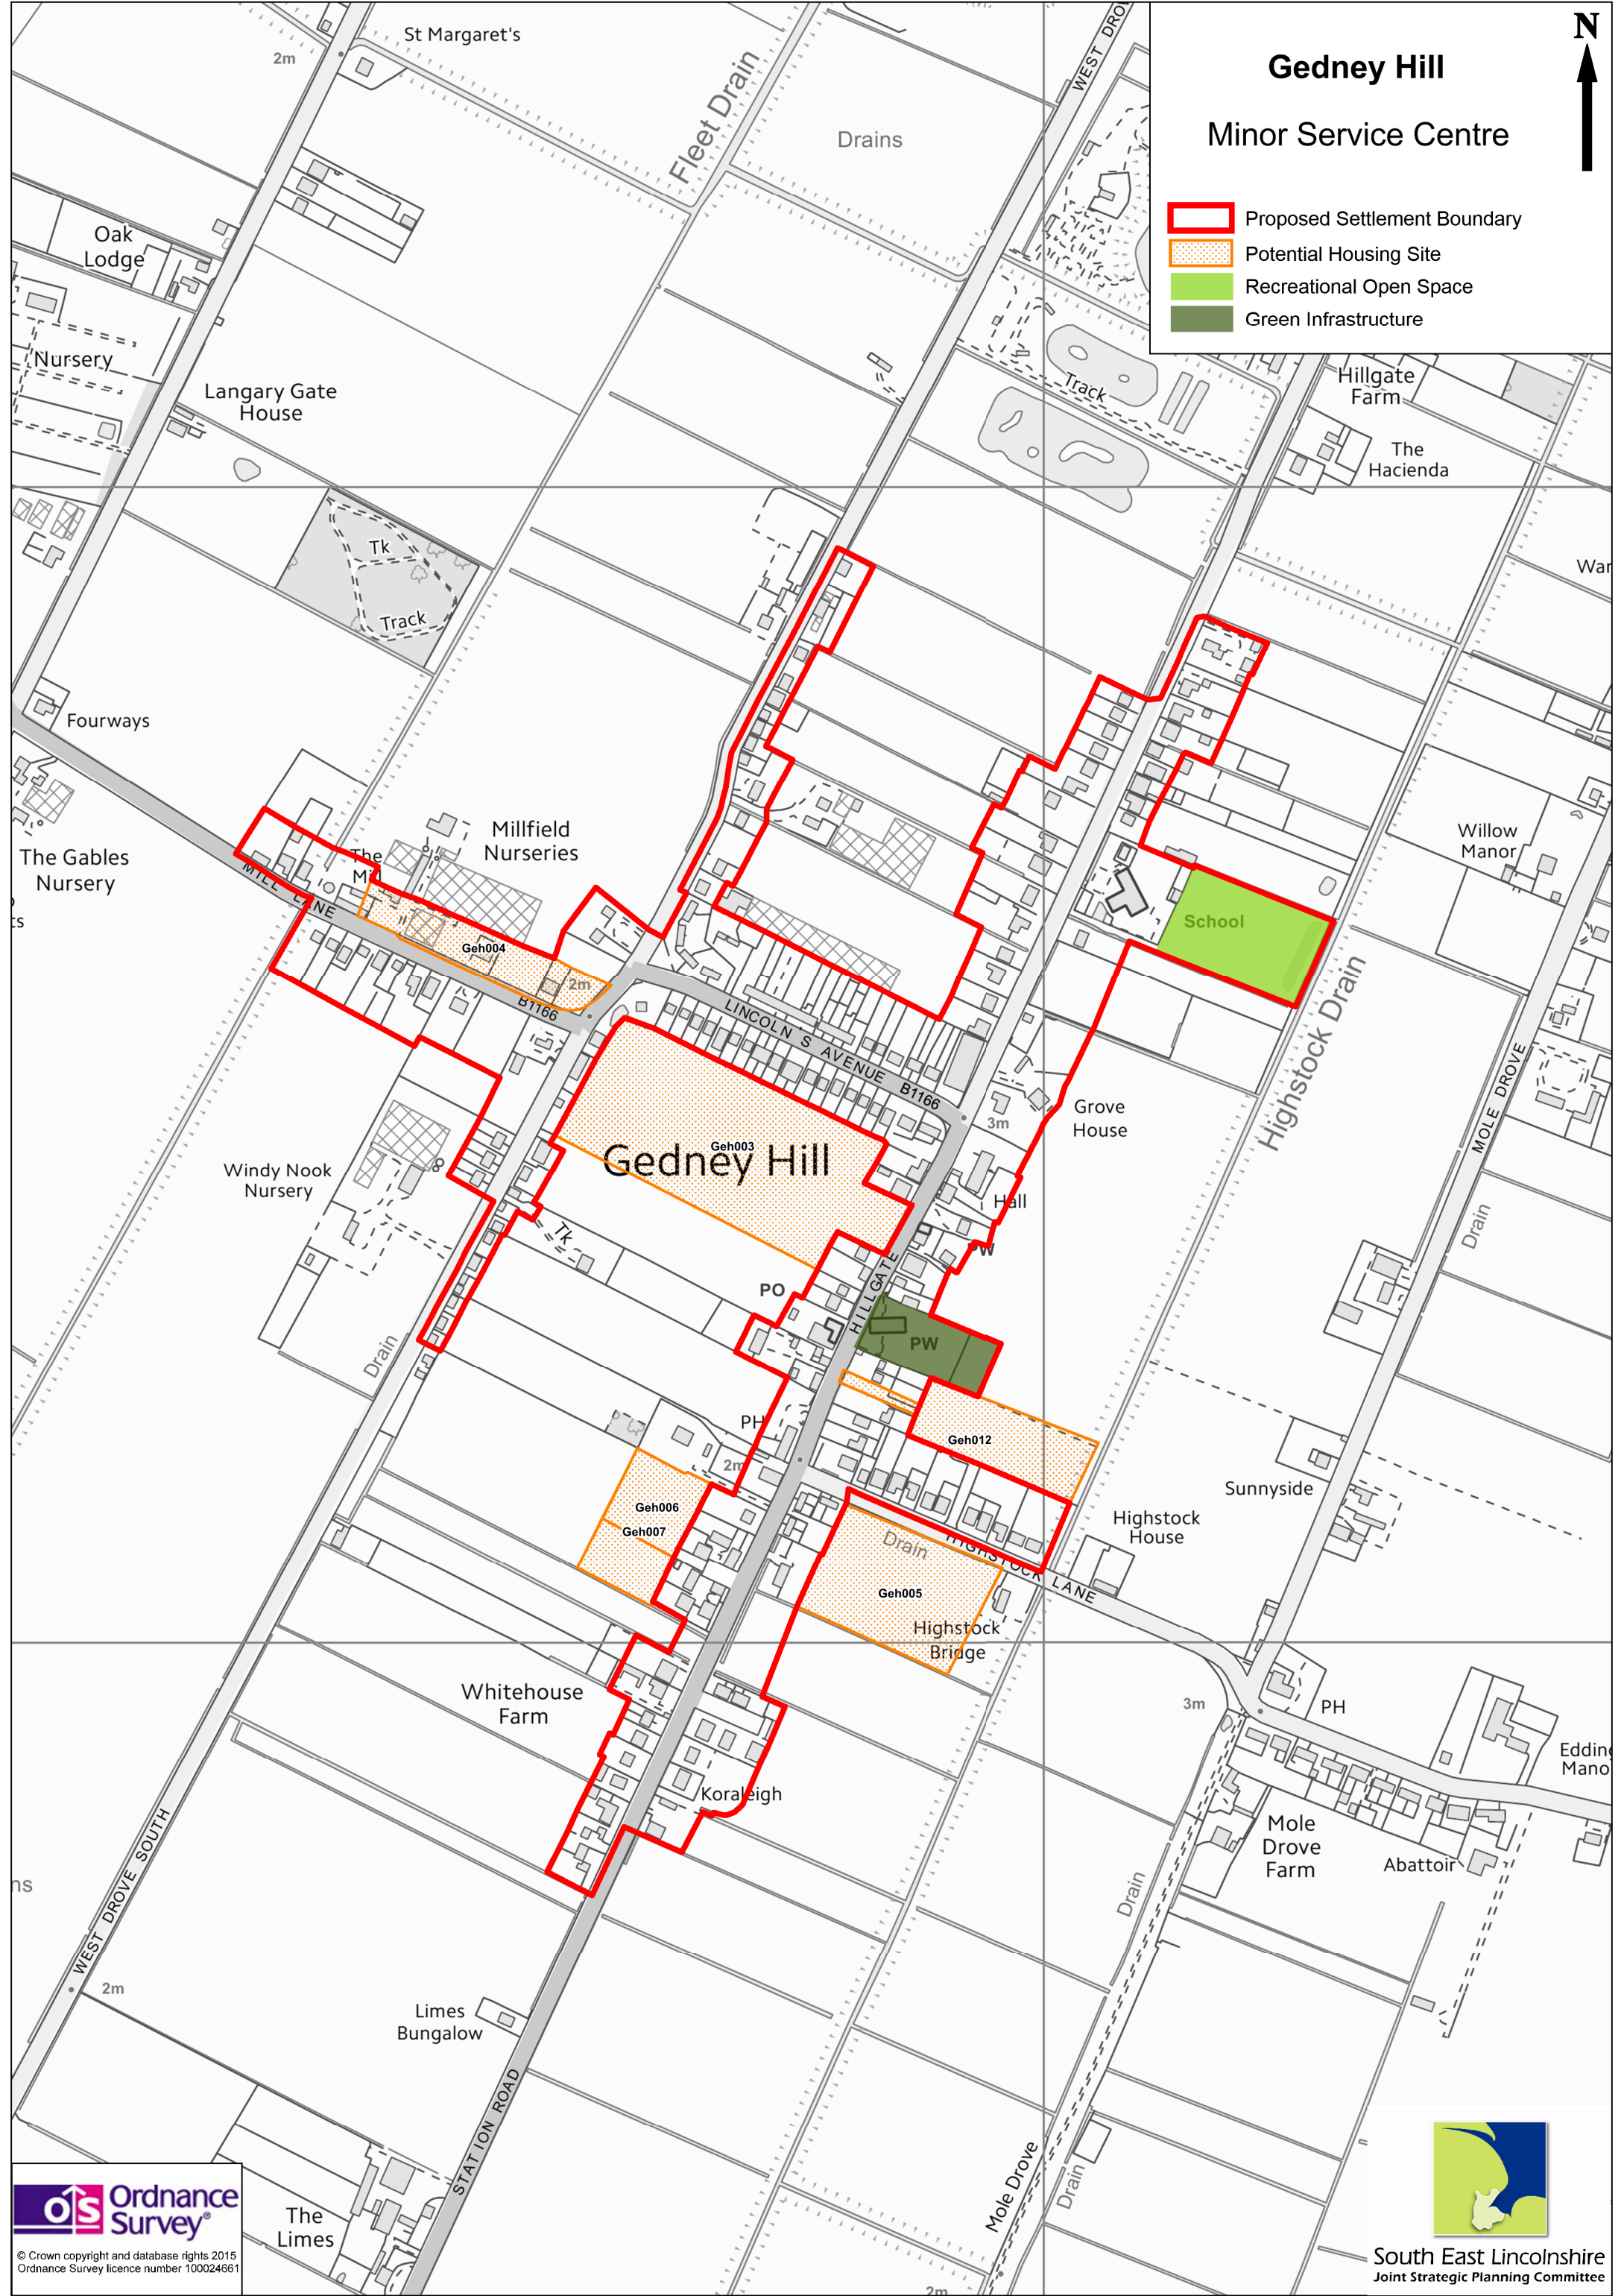 St Margaret's
2m
WEST DROV
N
Gedney Hill
Minor Service Centre
Fleet Drain
Drains
Proposed Settlement Boundary
Potential Housing Site
Recreational Open Space
Green Infrastructure
Oak
Lodge
Nursery
Langary Gate
House
Track
Hillgate
Farm
The
Hacienda
Tk
Track
War
Fourways
The Gables
Nursery
Millfield
Nurseries
The
Mill
MILL LANE
Willow
Manor
School
Geh004
2m
B1166
LINCOLN'S AVENUE B1166
Highstock Drain
MOLE DROVE
3m
Grove
House
Geh003
Gedney Hill
Windy Nook
Nursery
Hall
Drain
Tk
PW
PO
HILLGATE
PW
Drain
PH
2m
Geh012
Sunnyside
Geh006
Geh007
Highstock
House
Drain
HIGHSTOCK LANE
Geh005
Highstock
Bridge
Whitehouse
Farm
3m
PH
Edding
Mano
Koraleigh
Mole
Drove
Farm
Abattoir
WEST DROVE SOUTH
ns
Drain
2m
Limes
Bungalow
STATION ROAD
Mole Drove
Drain
The
Limes
2m
OS Ordnance
Survey®
© Crown copyright and database rights 2015
Ordnance Survey licence number 100024661
South East Lincolnshire
Joint Strategic Planning Committee